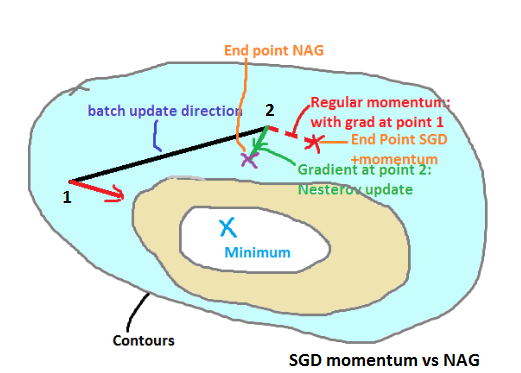 End point NAG
batch update direction
2
Regular momentum:
with grad at point 1
End Point SGD
+momentum
Gradient at point 2:
Nesterov update
1
Minimum
Contours
SGD momentum vs NAG